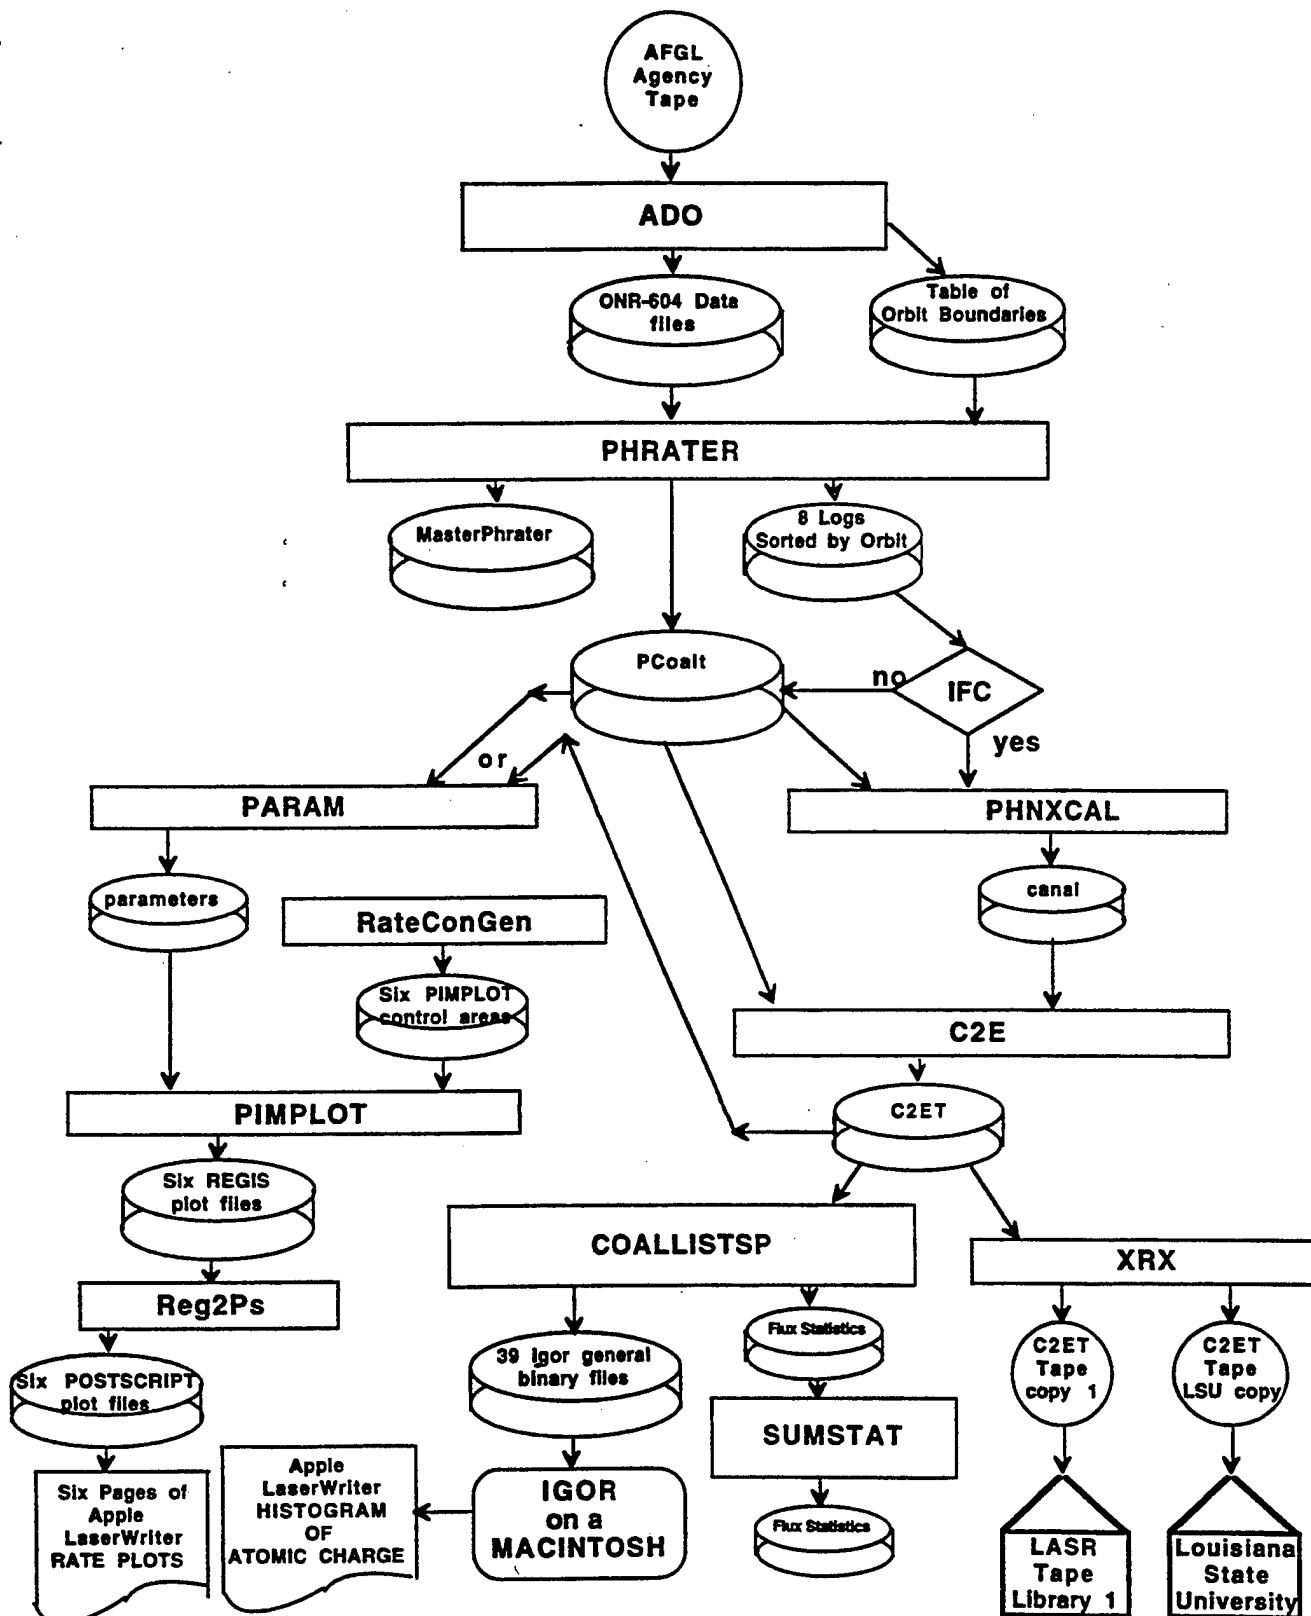 AFGL
Agency
Tape
ADO
ONR-604 Data
files
Table of
Orbit Boundaries
PHRATER
MasterPhrater
8 Logs
Sorted by Orbit
PCoalt
no
IFC
yes
or
PARAM
PHNXCAL
parameters
canal
RateConGen
Six PIMPLOT
control areas
C2E
PIMPLOT
C2ET
Six REGIS
plot files
COALLISTSP
XRX
Reg2Ps
Flux Statistics
39 Igor general
binary files
C2ET
Tape
copy 1
C2ET
Tape
LSU copy
Six POSTSCRIPT
plot files
SUMSTAT
Six Pages of
Apple
LaserWriter
RATE PLOTS
Apple
LaserWriter
HISTOGRAM
OF
ATOMIC CHARGE
IGOR
on a
MACINTOSH
Flux Statistics
LASR
Tape
Library 1
Louisiana
State
University